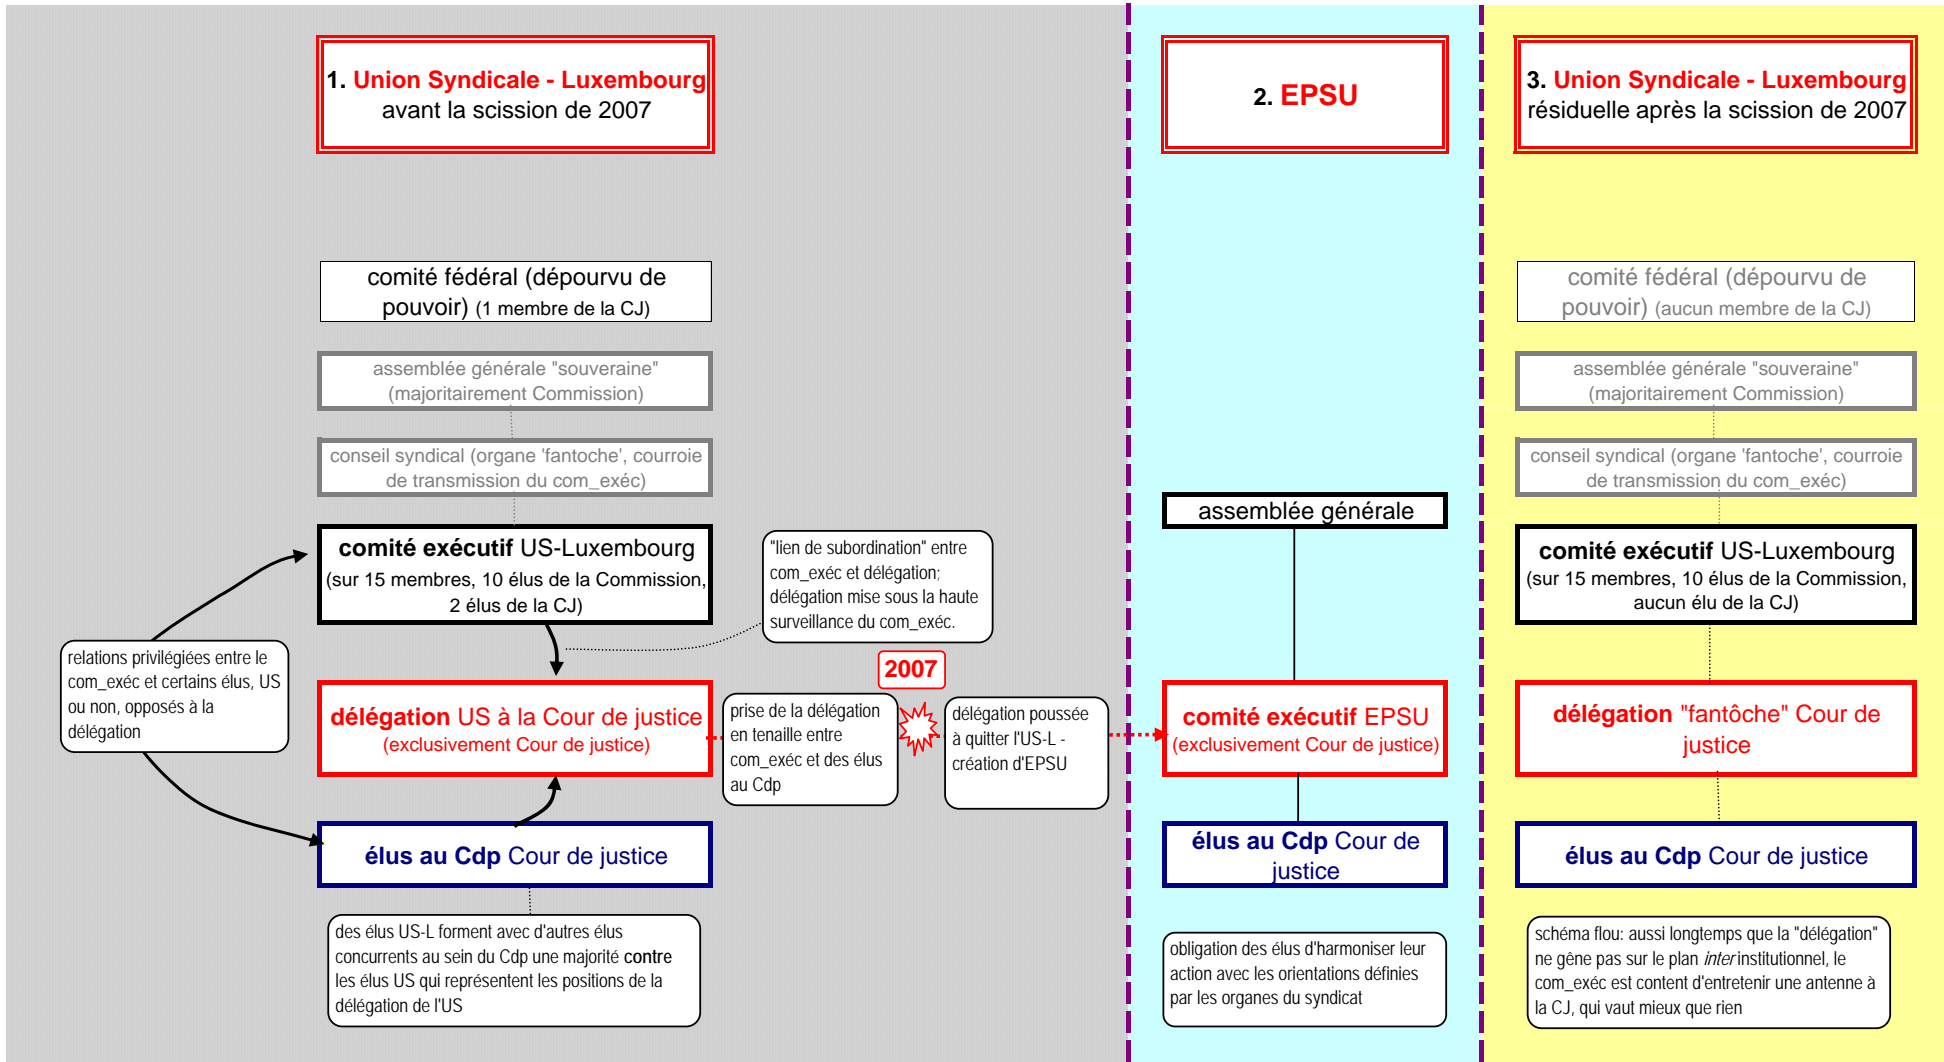 1. Union Syndicale - Luxembourg
avant la scission de 2007
comité fédéral (dépourvu de
pouvoir) (1 membre de la CJ)
assemblée générale "souveraine"
(majoritairement Commission)
conseil syndical (organe 'fantoche', courroie
de transmission du com_exéc)
comité exécutif US-Luxembourg
(sur 15 membres, 10 élus de la Commission,
2 élus de la CJ)
"lien de subordination" entre
com_exéc et délégation;
délégation mise sous la haute
surveillance du com_exéc.
relations privilégiées entre le
com_exéc et certains élus, US
ou non, opposés à la
délégation
délégation US à la Cour de justice
(exclusivement Cour de justice)
prise de la délégation
en tenaille entre
com_exéc et des élus
au Cdp
2007
délégation poussée
à quitter l'US-L -
création d'EPSU
élus au Cdp Cour de justice
des élus US-L forment avec d'autres élus
concurrents au sein du Cdp une majorité contre
les élus US qui représentent les positions de la
délégation de l'US
2. EPSU
assemblée générale
comité exécutif EPSU
(exclusivement Cour de justice)
élus au Cdp Cour de
justice
obligation des élus d'harmoniser leur
action avec les orientations définies
par les organes du syndicat
3. Union Syndicale - Luxembourg
résiduelle après la scission de 2007
comité fédéral (dépourvu de
pouvoir) (aucun membre de la CJ)
assemblée générale "souveraine"
(majoritairement Commission)
conseil syndical (organe 'fantoche', courroie
de transmission du com_exéc)
comité exécutif US-Luxembourg
(sur 15 membres, 10 élus de la Commission,
aucun élu de la CJ)
délégation "fantôche" Cour de
justice
élus au Cdp Cour de justice
schéma flou: aussi longtemps que la "délégation"
ne gêne pas sur le plan interinstitutionnel, le
com_exéc est content d'entretenir une antenne à
la CJ, qui vaut mieux que rien